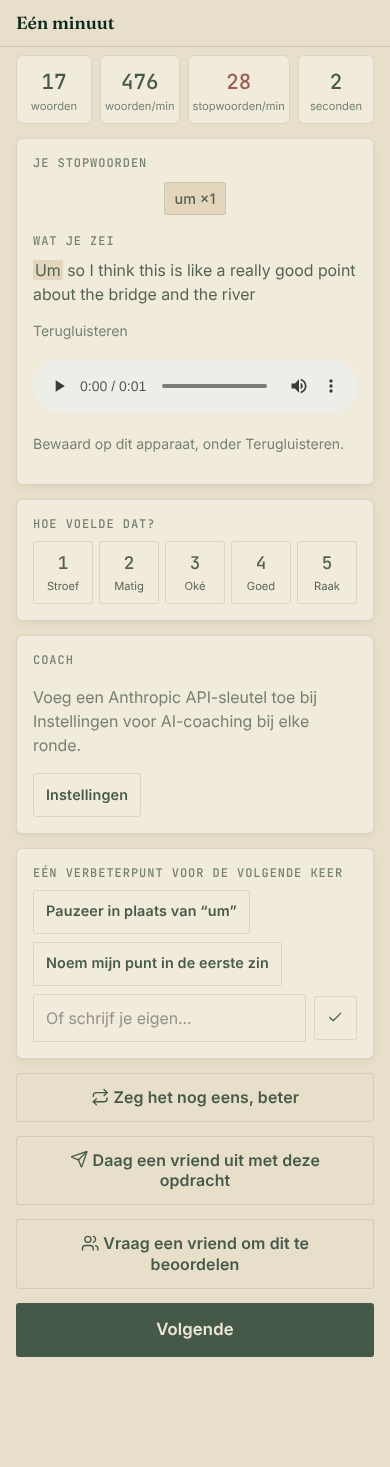 Eén minuut
17
woorden
476
woorden/min
28
stopwoorden/min
2
seconden
JE STOPWOORDEN
um ×1
WAT JE ZEI
Um so I think this is like a really good point
about the bridge and the river
Terugluisteren
0:00 / 0:01
Bewaard op dit apparaat, onder Terugluisteren.
HOE VOELDE DAT?
1
Stroef
2
Matig
3
Oké
4
Goed
5
Raak
COACH
Voeg een Anthropic API-sleutel toe bij
Instellingen voor AI-coaching bij elke
ronde.
Instellingen
EÉN VERBETERPUNT VOOR DE VOLGENDE KEER
Pauzeer in plaats van “um”
Noem mijn punt in de eerste zin
Of schrijf je eigen…
Zeg het nog eens, beter
Daag een vriend uit met deze
opdracht
Vraag een vriend om dit te
beoordelen
Volgende